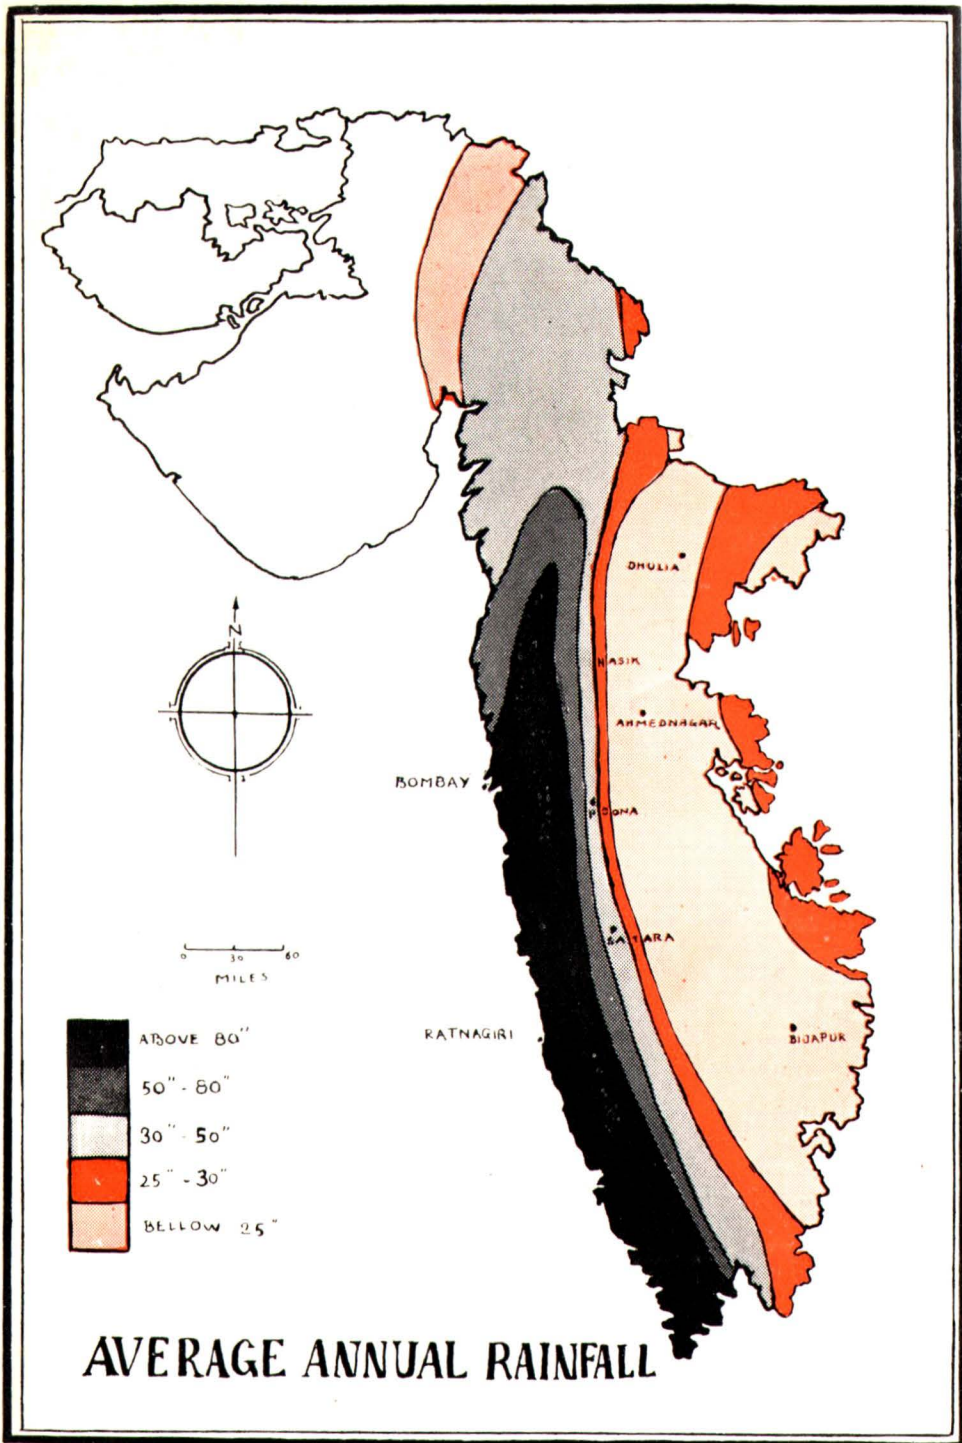 N
DHULIA
NASIK
AHMEDNAGAR
BOMBAY
POONA
SATARA
0 30 60
MILES
RATNAGIRI
BIJAPUR
ABOVE 80"
50" - 80"
30" - 50"
25" - 30"
BELLOW 25"
AVERAGE ANNUAL RAINFALL